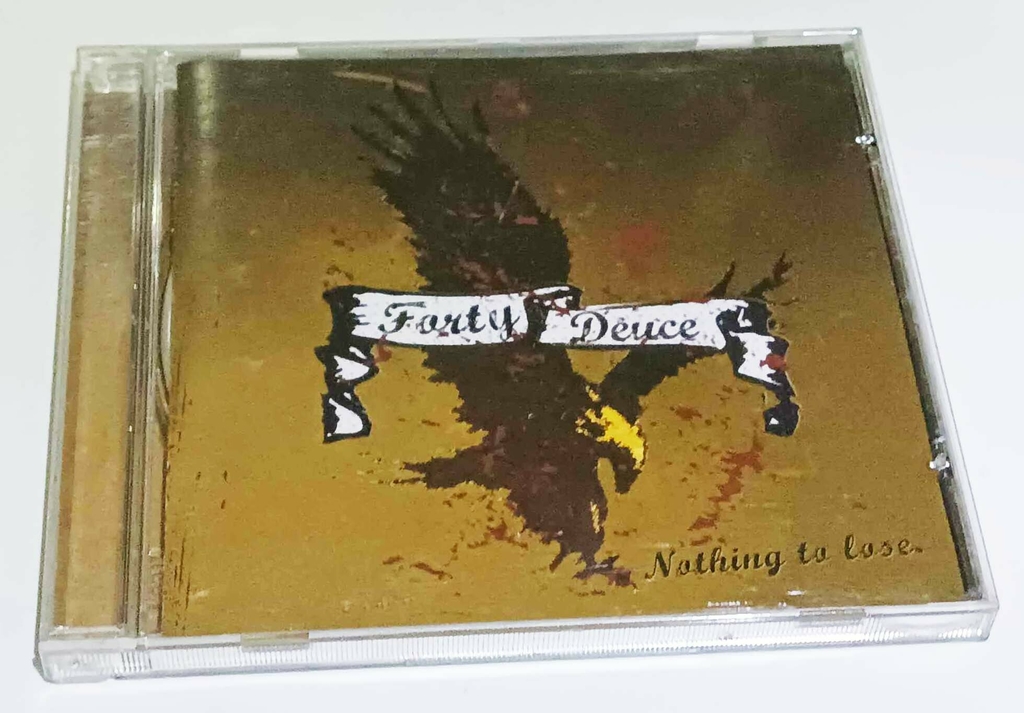 Forty Deuce
Nothing to lose